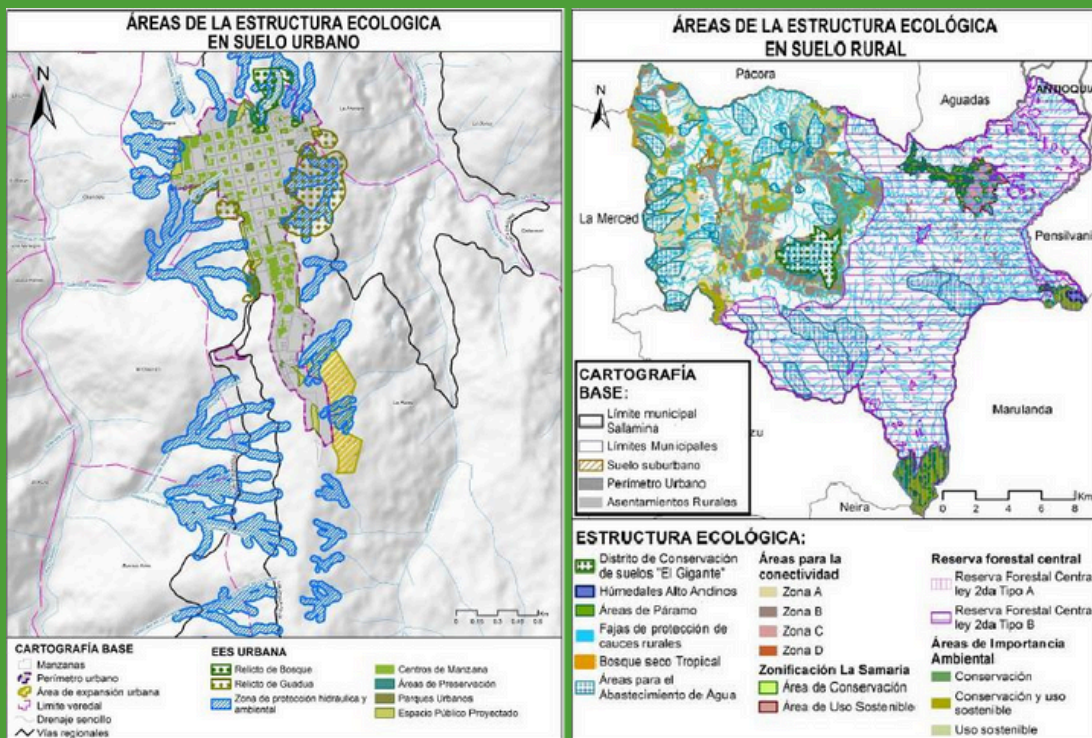 ÁREAS DE LA ESTRUCTURA ECOLOGICA
EN SUELO URBANO
N
CARTOGRAFÍA BASE
Manzanas
Perímetro urbano
Área de expansión urbana
Límite veredal
Drenaje sencillo
Vías regionales
EES URBANA
Relicto de Bosque
Relicto de Guadua
Zona de protección hidráulica y
ambiental
Centros de Manzana
Áreas de Preservación
Parques Urbanos
Espacio Público Proyectado
ÁREAS DE LA ESTRUCTURA ECOLÓGICA
EN SUELO RURAL
N
Pácora
Aguadas
ANTIOQUIA
La Merced
Pensilvani
Marulanda
zu
Neira
0 2 4 6 8
Km
CARTOGRAFÍA
BASE:
Límite municipal
Salamina
Límites Municipales
Suelo suburbano
Perímetro Urbano
Asentamientos Rurales
ESTRUCTURA ECOLÓGICA:
Distrito de Conservación
de suelos "El Gigante"
Húmedales Alto Andinos
Áreas de Páramo
Fajas de protección de
cauces rurales
Bosque seco Tropical
Áreas para el
Abastecimiento de Agua
Áreas para la
conectividad
Zona A
Zona B
Zona C
Zona D
Zonificación La Samaria
Área de Conservación
Área de Uso Sostenible
Reserva forestal central
Reserva Forestal Centra
ley 2da Tipo A
Reserva Forestal Centra
ley 2da Tipo B
Áreas de Importancia
Ambiental
Conservación
Conservación y uso
sostenible
Uso sostenible